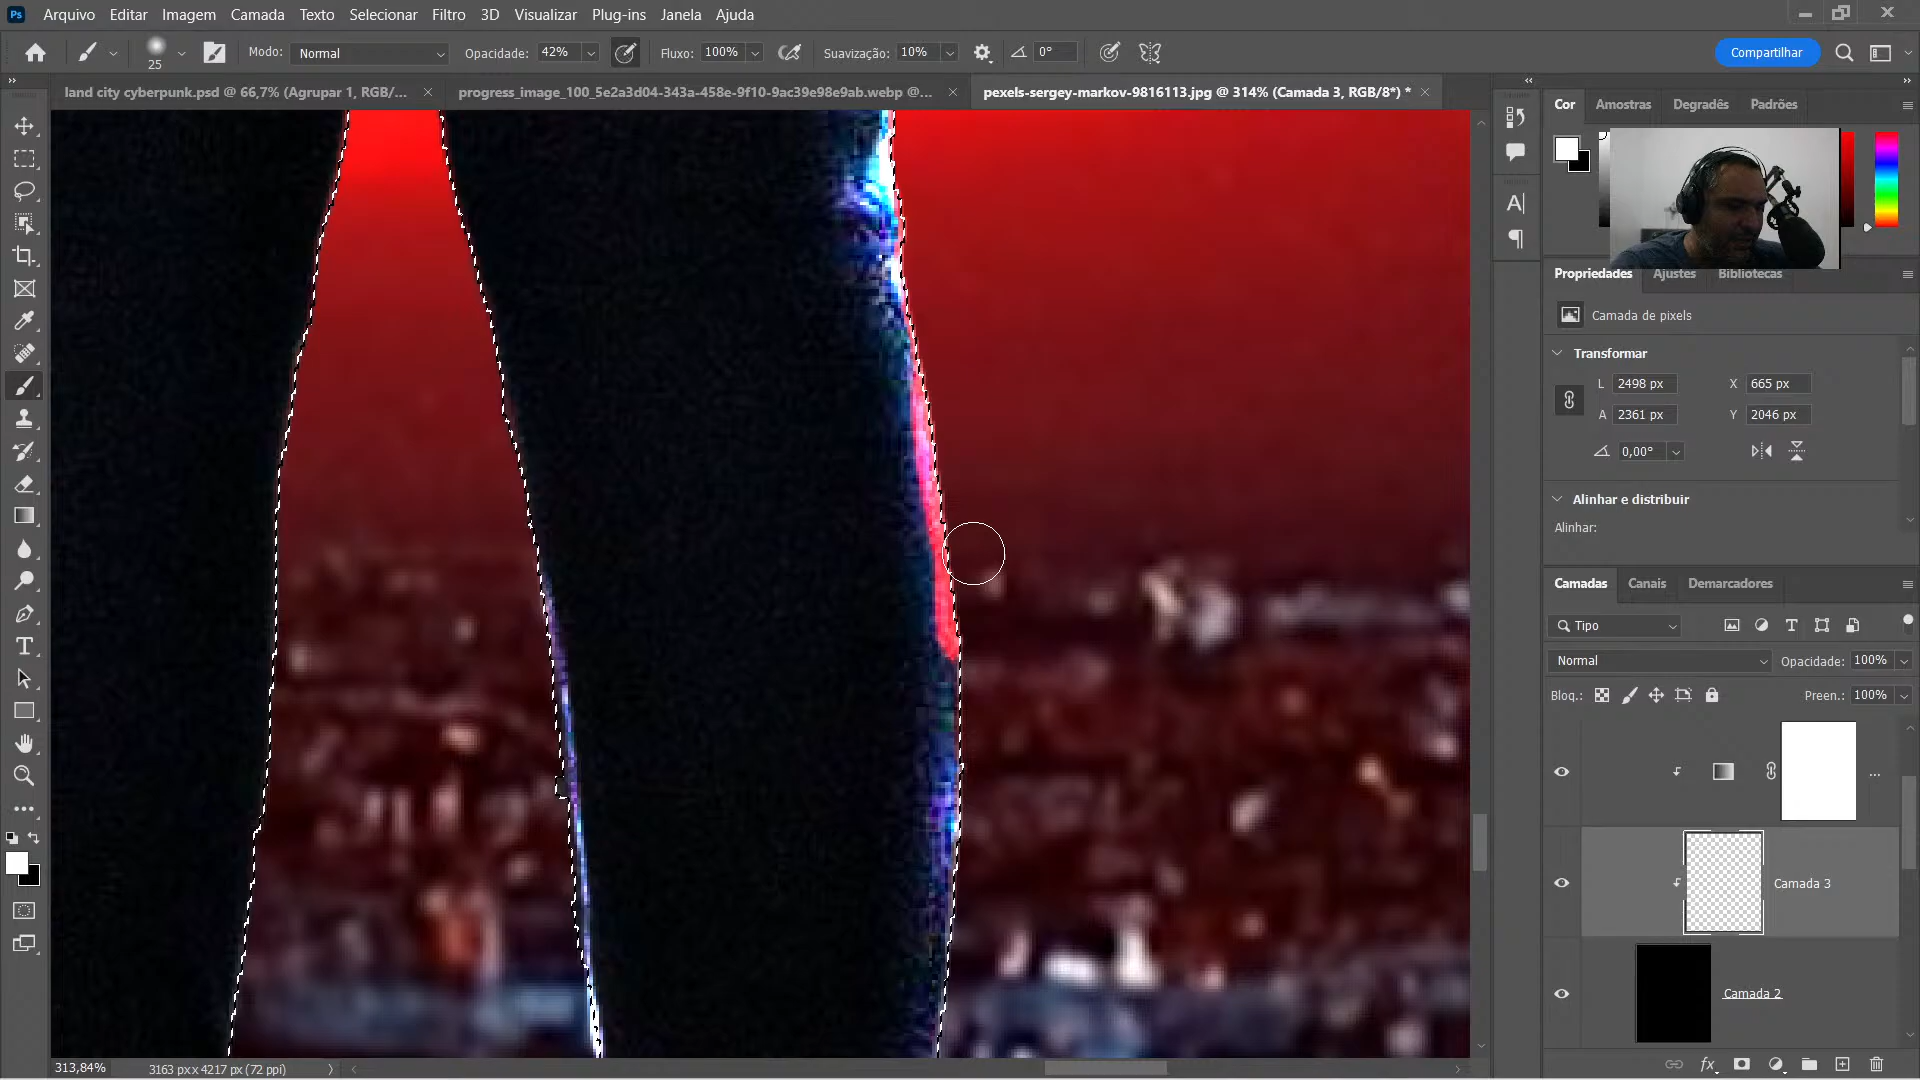 Ps Arquivo Editar Imagem Camada Texto Selecionar Filtro 3D Visualizar Plug-ins Janela Ajuda
25 Modo: Normal Opacidade: 42% Fluxo: 100% Suavização: 10% 0° Compartilhar
land city cyberpunk.psd @ 66,7% (Agrupar 1, RGB/... progress_image_100_5e2a3d04-343a-458e-9f10-9ac39e98e9ab.webp @... pexels-sergey-markov-9816113.jpg @ 314% (Camada 3, RGB/8*) *
Cor Amostras Degradês Padrões
Propriedades Ajustes Bibliotecas
Camada de pixels
Transformar
L 2498 px X 665 px
A 2361 px Y 2046 px
0,00°
Alinhar e distribuir
Alinhar:
Camadas Canais Demarcadores
Tipo
Normal Opacidade: 100%
Bloq.: Preen.: 100%
...
Camada 3
Camada 2
313,84% 3163 px x 4217 px (72 ppi)